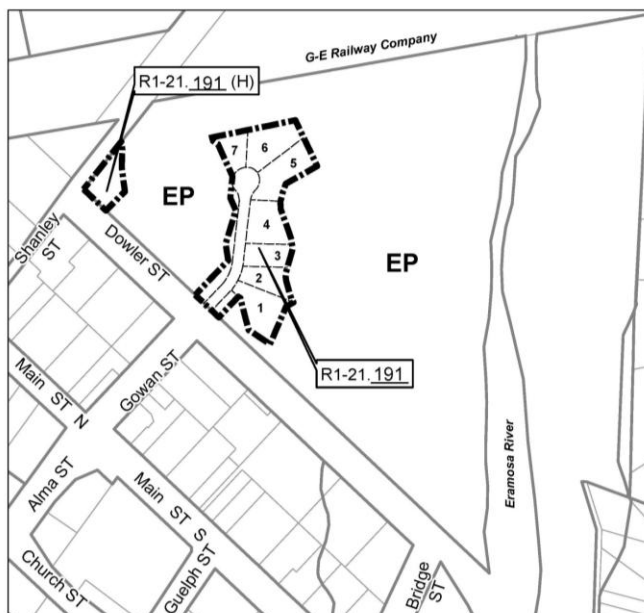 G-E Railway Company
R1-21.191 (H)
7
6
5
EP
4
EP
Shanley
ST
Dowler ST
3
2
1
R1-21.191
Gowan ST
Main ST N
Alma ST
Main ST S
Eramosa River
Church ST
Guelph ST
Bridge
ST